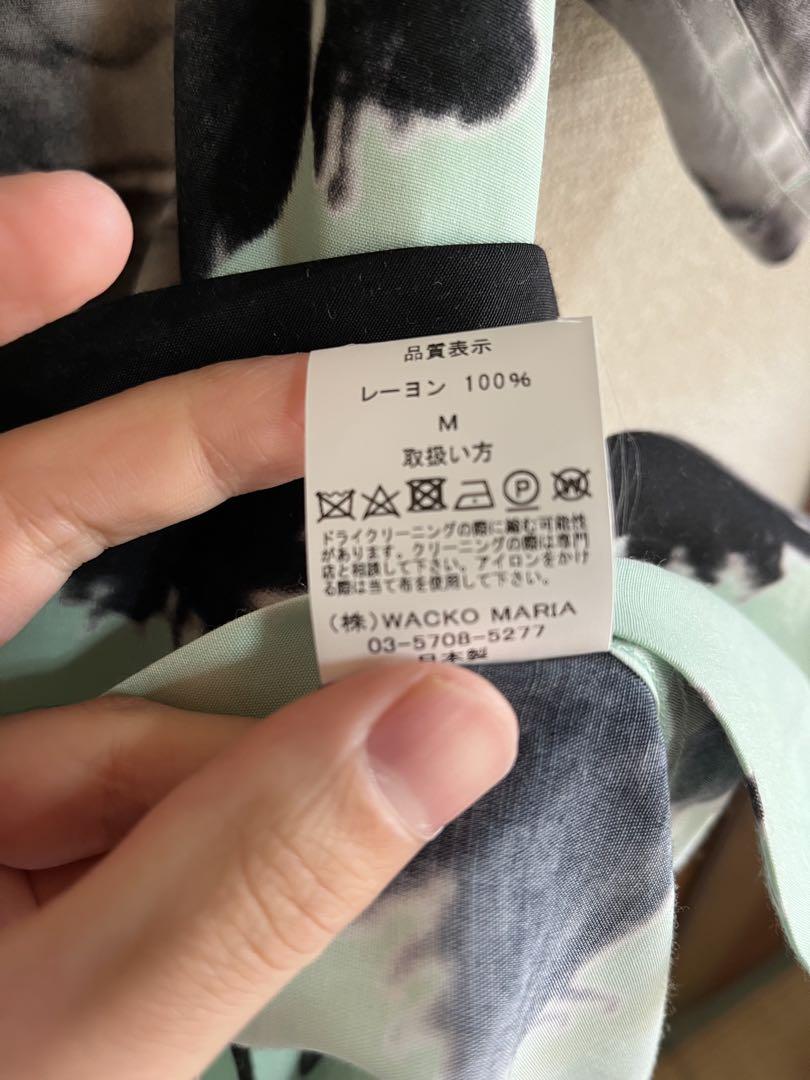 品質表示
レーヨン 100%
M
取扱い方
P W
ドライクリーニングの際に縮む可能性
があります。クリーニングの際は専門
店と相談して下さい。アイロンをかけ
る際は当て布を使用して下さい。
(株)WACKO MARIA
03-5708-5277
日本製